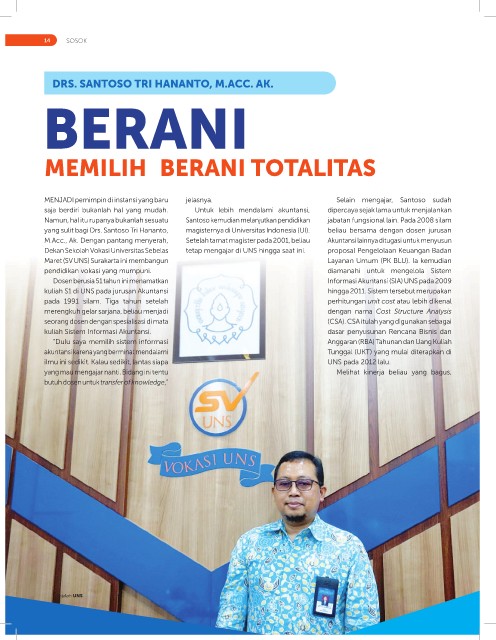 14
SOSOK
DRS. SANTOSO TRI HANANTO, M.ACC. AK.
BERANI
MEMILIH BERANI TOTALITAS
MENJADI pemimpin di instansi yang baru
saja berdiri bukanlah hal yang mudah.
Namun, hal itu rupanya bukanlah sesuatu
yang sulit bagi Drs. Santoso Tri Hananto,
M.Acc., Ak. Dengan pantang menyerah,
Dekan Sekolah Vokasi Universitas Sebelas
Maret (SV UNS) Surakarta ini membangun
pendidikan vokasi yang mumpuni.
Dosen berusia 51 tahun ini menamatkan
kuliah S1 di UNS pada jurusan Akuntansi
pada 1991 silam. Tiga tahun setelah
merengkuh gelar sarjana, beliau menjadi
seorang dosen dengan spesialisasi di mata
kuliah Sistem Informasi Akuntansi.
"Dulu saya memilih sistem informasi
akuntansi karena yang berminat mendalami
ilmu ini sedikit. Kalau sedikit, lantas siapa
yang mau mengajar nanti. Bidang ini tentu
butuh dosen untuk transfer of knowledge,"
jelasnya.
Untuk lebih mendalami akuntansi,
Santoso kemudian melanjutkan pendidikan
magisternya di Universitas Indonesia (UI).
Setelah tamat magister pada 2001, beliau
tetap mengajar di UNS hingga saat ini.
Selain mengajar, Santoso sudah
dipercaya sejak lama untuk menjalankan
jabatan fungsional lain. Pada 2008 silam
beliau bersama dengan dosen jurusan
Akuntansi lainnya ditugasi untuk menyusun
proposal Pengelolaan Keuangan Badan
Layanan Umum (PK BLU). Ia kemudian
diamanahi untuk mengelola Sistem
Informasi Akuntansi (SIA) UNS pada 2009
hingga 2011. Sistem tersebut merupakan
perhitungan unit cost atau lebih dikenal
dengan nama Cost Structure Analysis
(CSA). CSA itulah yang digunakan sebagai
dasar penyusunan Rencana Bisnis dan
Anggaran (RBA) Tahunan dan Uang Kuliah
Tunggal (UKT) yang mulai diterapkan di
UNS pada 2012 lalu.
Melihat kinerja beliau yang bagus,
SV
UNS
VOKASI UNS
UNS